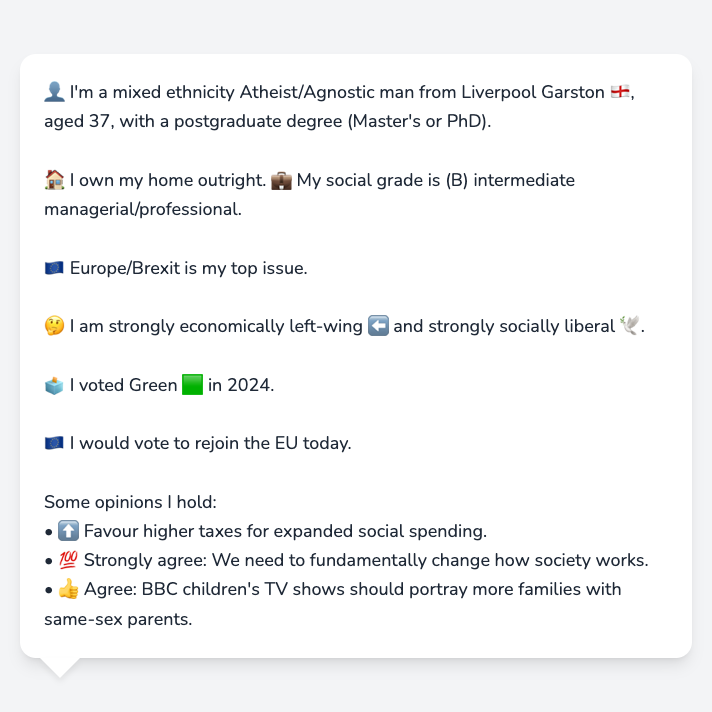 👤 I'm a mixed ethnicity Atheist/Agnostic man from Liverpool Garston 🏴󠁧󠁢󠁥󠁮󠁧󠁿,
aged 37, with a postgraduate degree (Master's or PhD).
🏠 I own my home outright. 💼 My social grade is (B) intermediate
managerial/professional.
🇪🇺 Europe/Brexit is my top issue.
🤔 I am strongly economically left-wing ⬅️ and strongly socially liberal 🕊️.
🗳️ I voted Green 🟩 in 2024.
🇪🇺 I would vote to rejoin the EU today.
Some opinions I hold:
• ⬆️ Favour higher taxes for expanded social spending.
• 💯 Strongly agree: We need to fundamentally change how society works.
• 👍 Agree: BBC children's TV shows should portray more families with
same-sex parents.